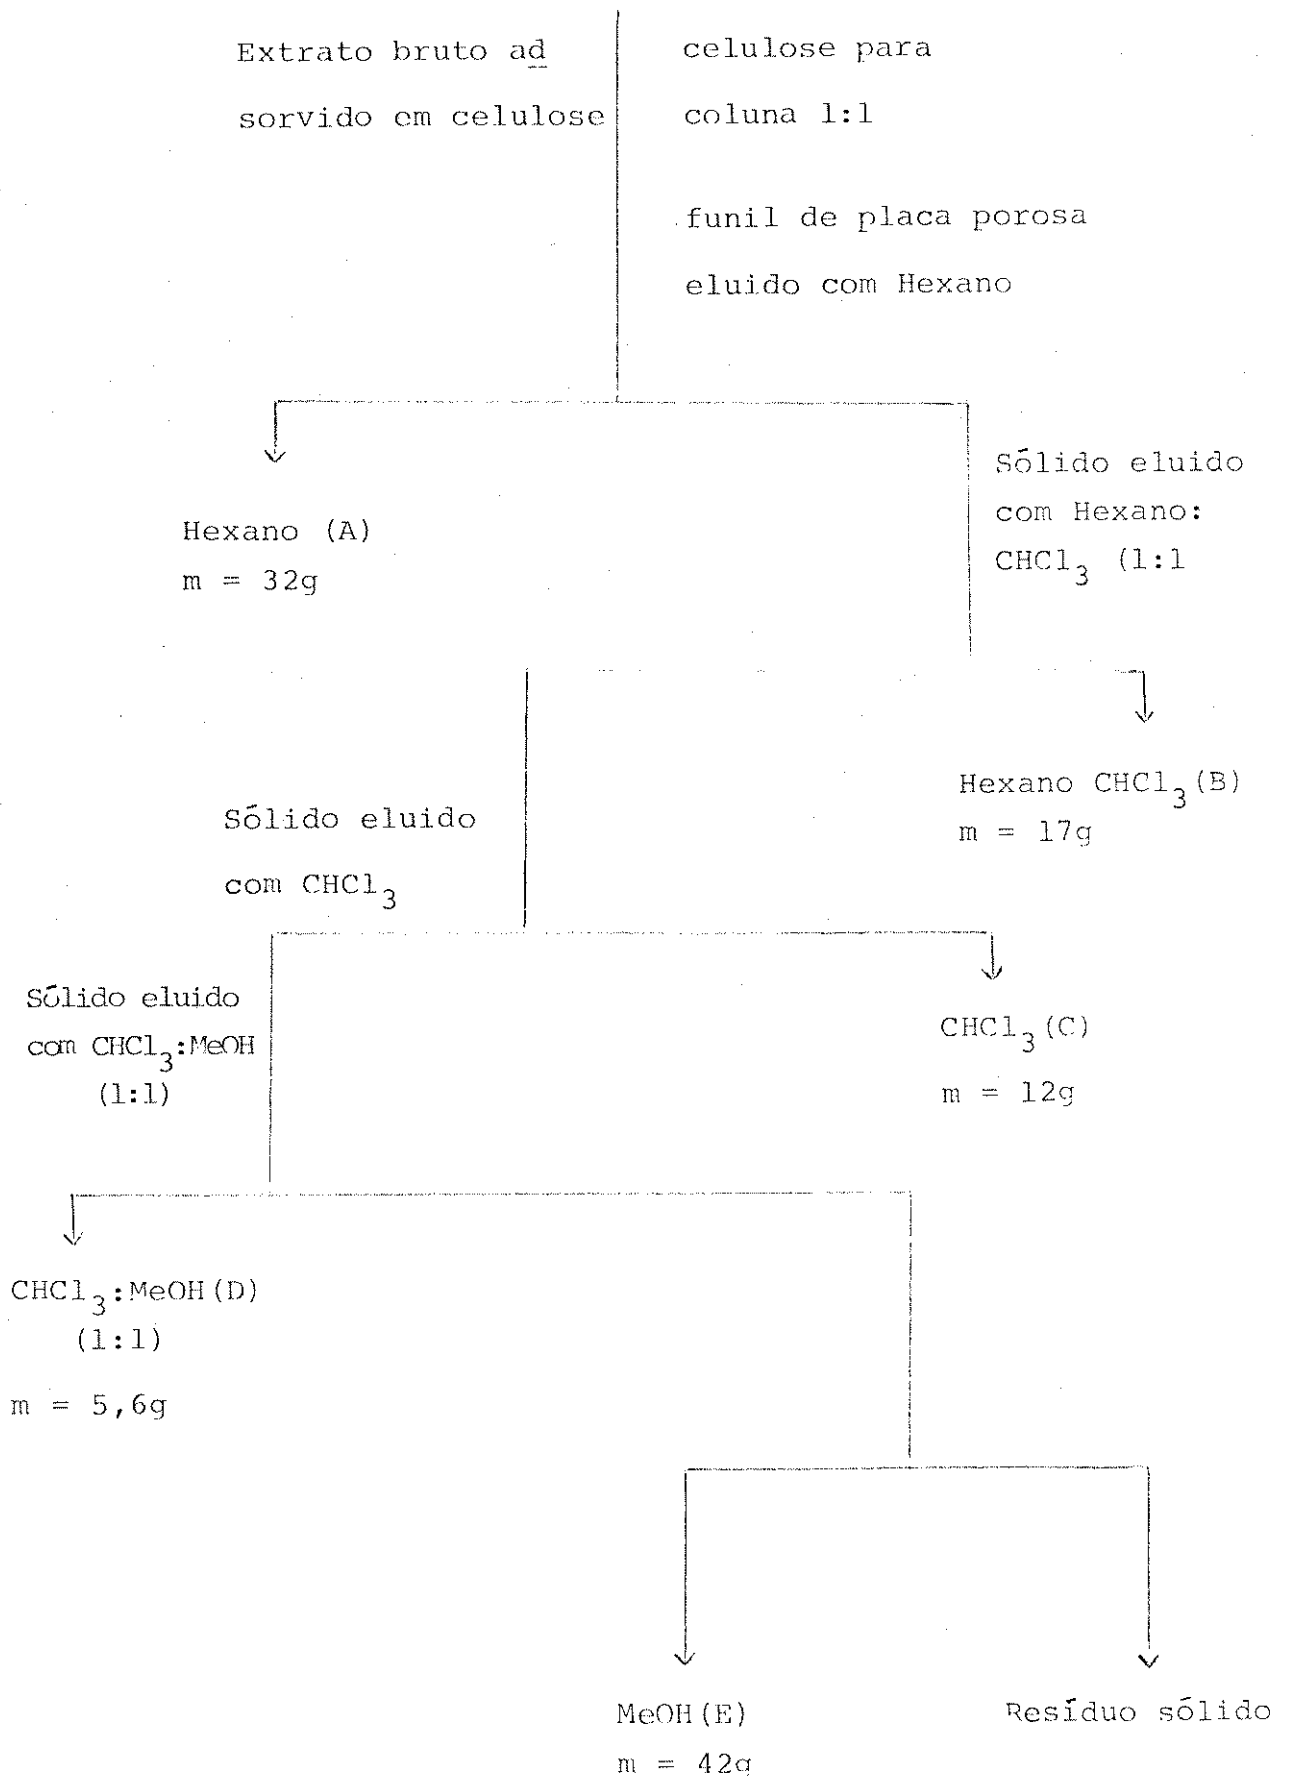 Extrato bruto ad
sorvido em celulose
celulose para
coluna 1:1
funil de placa porosa
eluido com Hexano
Hexano (A)
m = 32g
Sólido eluido
com Hexano:
CHCl3 (1:1
Hexano CHCl3(B)
m = 17g
Sólido eluido
com CHCl3
Sólido eluido
com CHCl3:MeOH
(1:1)
CHCl3(C)
m = 12g
CHCl3:MeOH(D)
(1:1)
m = 5,6g
MeOH(E)
m = 42g
Resíduo sólido